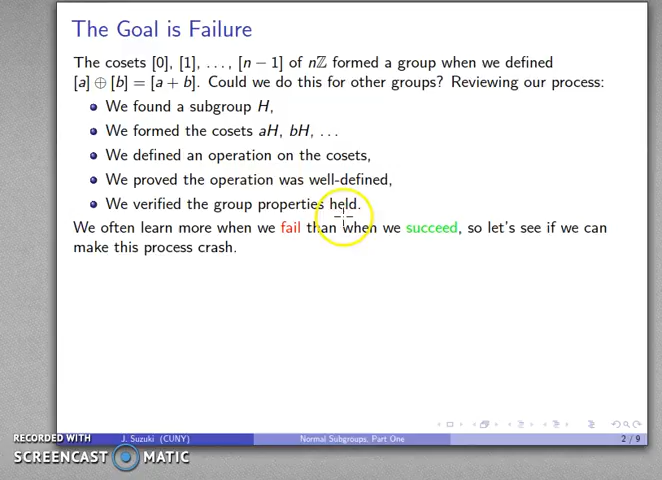 The Goal is Failure
The cosets [0], [1], ..., [n − 1] of nℤ formed a group when we defined
[a] ⊕ [b] = [a + b]. Could we do this for other groups? Reviewing our process:
We found a subgroup H,
We formed the cosets aH, bH, ...
We defined an operation on the cosets,
We proved the operation was well-defined,
We verified the group properties held.
We often learn more when we fail than when we succeed, so let's see if we can
make this process crash.
RECORDED WITH
SCREENCAST MATIC
J. Suzuki (CUNY)
Normal Subgroups, Part One
2 / 9